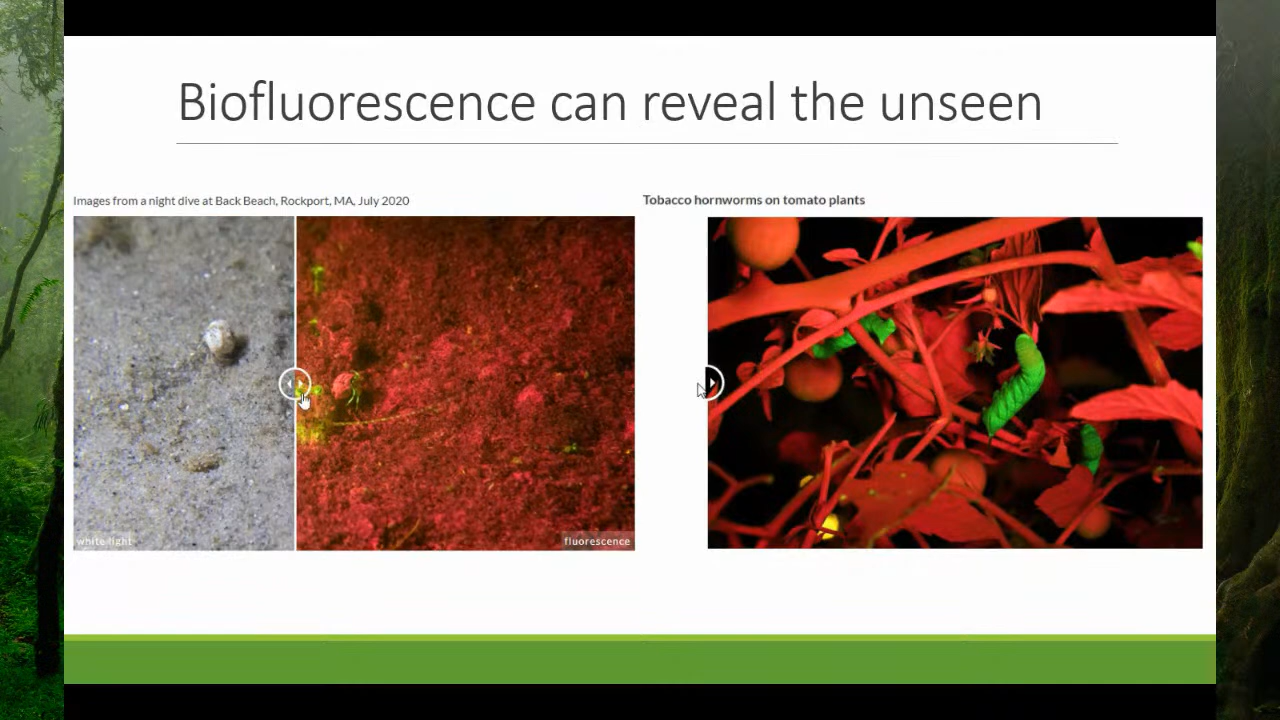 Biofluorescence can reveal the unseen
Images from a night dive at Back Beach, Rockport, MA, July 2020
Tobacco hornworms on tomato plants
white light
fluorescence